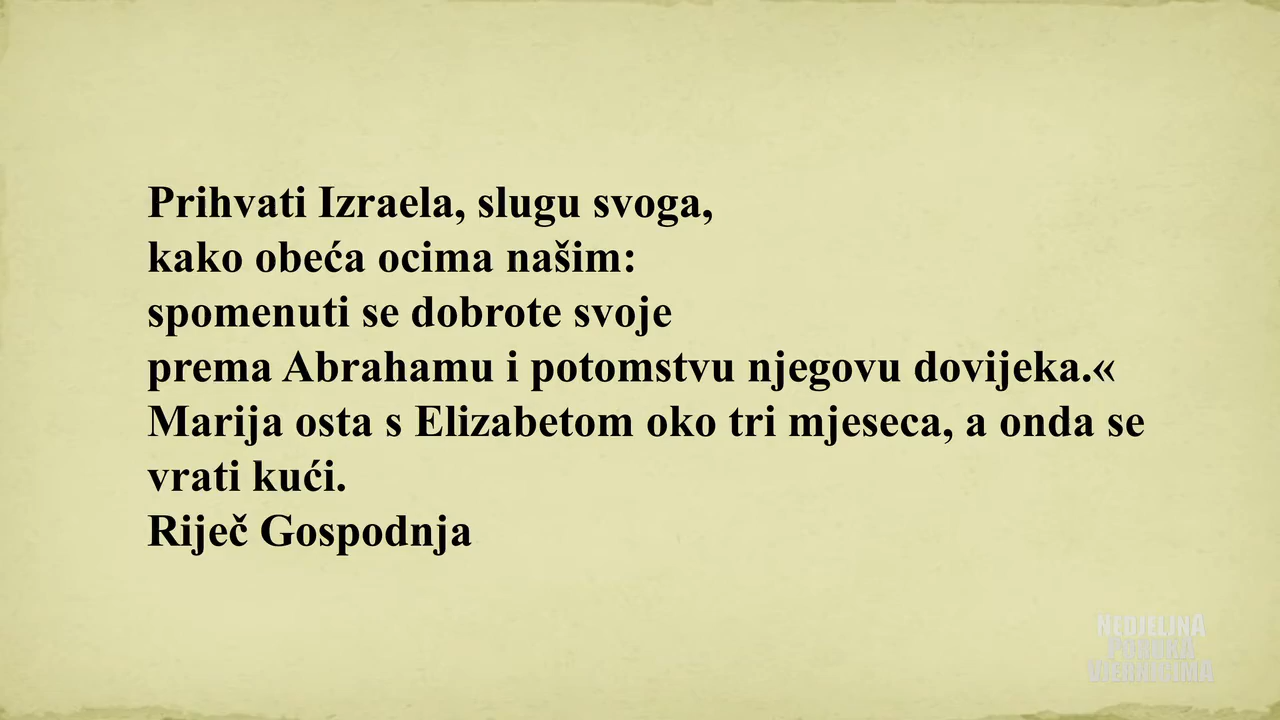 Prihvati Izraela, slugu svoga,
kako obeća ocima našim:
spomenuti se dobrote svoje
prema Abrahamu i potomstvu njegovu dovijeka.«
Marija osta s Elizabetom oko tri mjeseca, a onda se
vrati kući.
Riječ Gospodnja
NEDJELJNA
PORUKA
VJERNICIMA